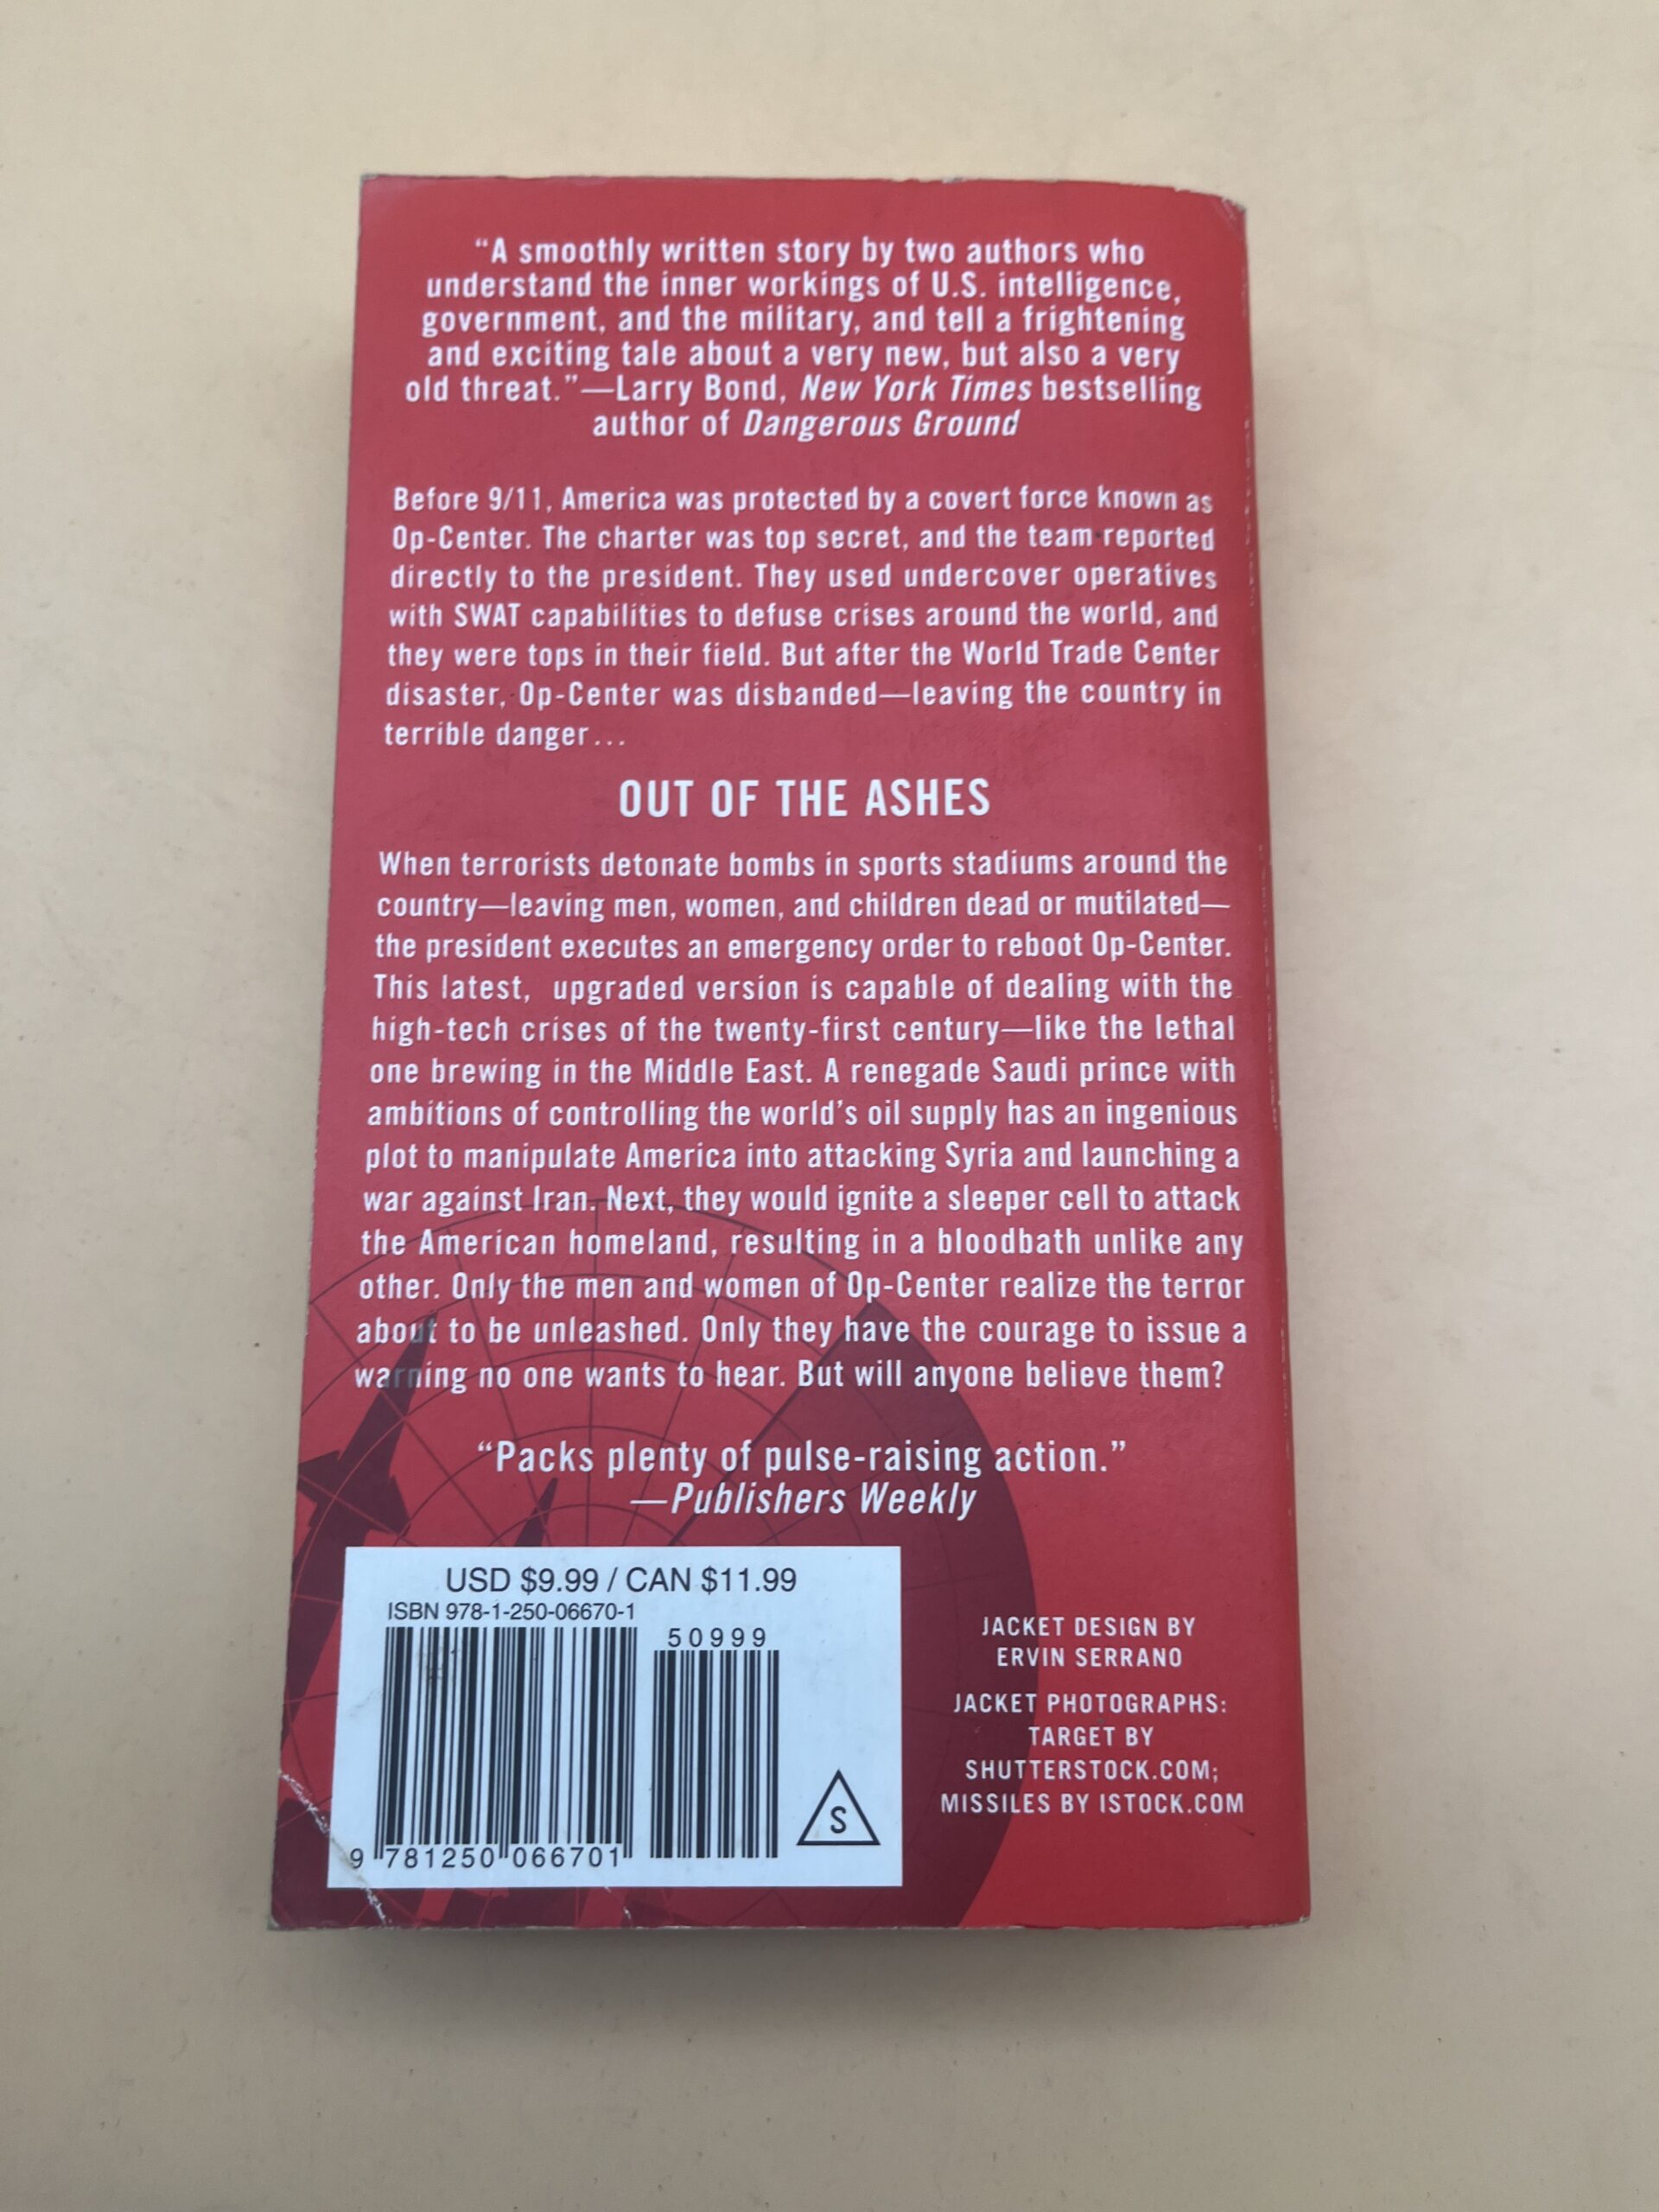 “A smoothly written story by two authors who
understand the inner workings of U.S. intelligence,
government, and the military, and tell a frightening
and exciting tale about a very new, but also a very
old threat.”—Larry Bond, New York Times bestselling
author of Dangerous Ground
Before 9/11, America was protected by a covert force known as
Op-Center. The charter was top secret, and the team reported
directly to the president. They used undercover operatives
with SWAT capabilities to defuse crises around the world, and
they were tops in their field. But after the World Trade Center
disaster, Op-Center was disbanded—leaving the country in
terrible danger...
OUT OF THE ASHES
When terrorists detonate bombs in sports stadiums around the
country—leaving men, women, and children dead or mutilated—
the president executes an emergency order to reboot Op-Center.
This latest, upgraded version is capable of dealing with the
high-tech crises of the twenty-first century—like the lethal
one brewing in the Middle East. A renegade Saudi prince with
ambitions of controlling the world’s oil supply has an ingenious
plot to manipulate America into attacking Syria and launching a
war against Iran. Next, they would ignite a sleeper cell to attack
the American homeland, resulting in a bloodbath unlike any
other. Only the men and women of Op-Center realize the terror
about to be unleashed. Only they have the courage to issue a
warning no one wants to hear. But will anyone believe them?
“Packs plenty of pulse-raising action.”
—Publishers Weekly
USD $9.99 / CAN $11.99
ISBN 978-1-250-06670-1
50999
9 781250 066701
S
JACKET DESIGN BY
ERVIN SERRANO
JACKET PHOTOGRAPHS:
TARGET BY
SHUTTERSTOCK.COM;
MISSILES BY ISTOCK.COM